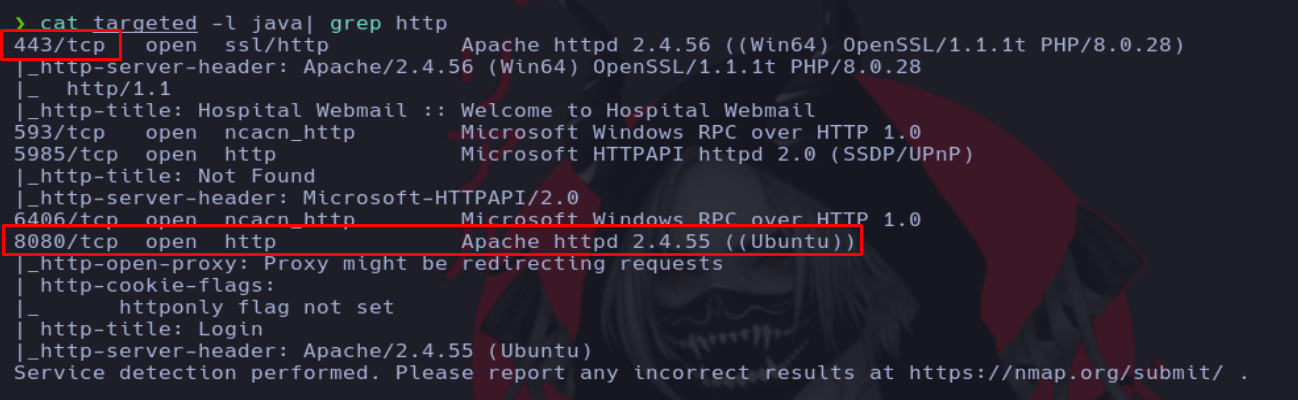 ❯ cat targeted -l java| grep http
443/tcp   open  ssl/http          Apache httpd 2.4.56 ((Win64) OpenSSL/1.1.1t PHP/8.0.28)
|_http-server-header: Apache/2.4.56 (Win64) OpenSSL/1.1.1t PHP/8.0.28
|_  http/1.1
|_http-title: Hospital Webmail :: Welcome to Hospital Webmail
593/tcp   open  ncacn_http        Microsoft Windows RPC over HTTP 1.0
5985/tcp  open  http              Microsoft HTTPAPI httpd 2.0 (SSDP/UPnP)
|_http-title: Not Found
|_http-server-header: Microsoft-HTTPAPI/2.0
6406/tcp  open  ncacn_http        Microsoft Windows RPC over HTTP 1.0
8080/tcp  open  http              Apache httpd 2.4.55 ((Ubuntu))
|_http-open-proxy: Proxy might be redirecting requests
| http-cookie-flags:
|_      httponly flag not set
| http-title: Login
|_http-server-header: Apache/2.4.55 (Ubuntu)
Service detection performed. Please report any incorrect results at https://nmap.org/submit/ .